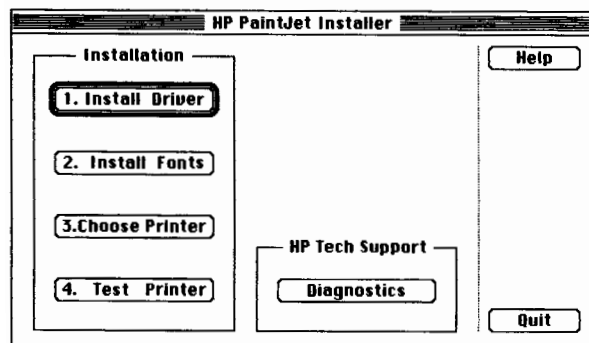 HP PaintJet Installer
Installation
1. Install Driver
2. Install Fonts
3.Choose Printer
4. Test Printer
HP Tech Support
Diagnostics
Help
Quit